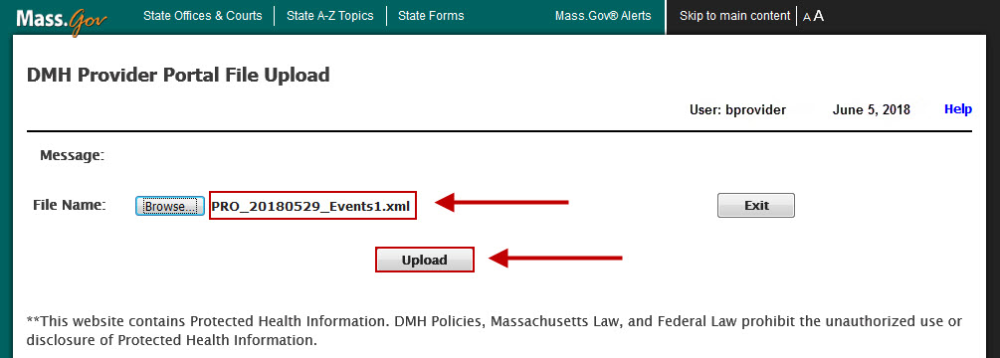 Mass.Gov State Offices & Courts State A-Z Topics State Forms Mass.Gov® Alerts Skip to main content A A
DMH Provider Portal File Upload
User: bprovider June 5, 2018 Help
Message:
File Name: Browse... PRO_20180529_Events1.xml Exit
Upload
**This website contains Protected Health Information. DMH Policies, Massachusetts Law, and Federal Law prohibit the unauthorized use or
disclosure of Protected Health Information.